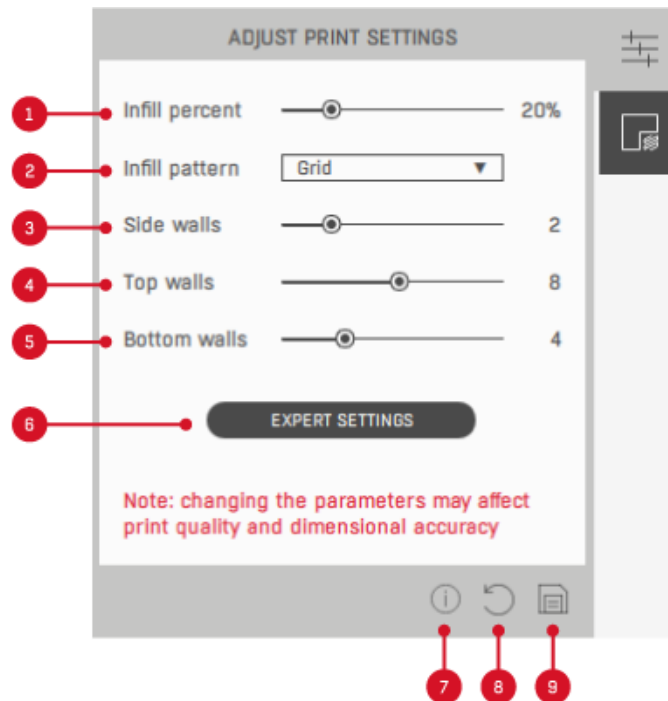 ADJUST PRINT SETTINGS
1 Infill percent 20%
2 Infill pattern Grid ▼
3 Side walls 2
4 Top walls 8
5 Bottom walls 4
6 EXPERT SETTINGS
Note: changing the parameters may affect
print quality and dimensional accuracy
7 8 9